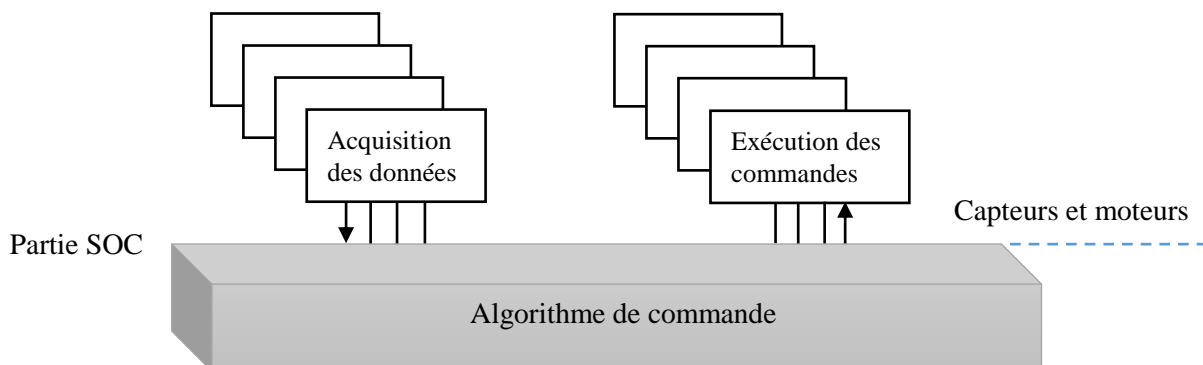 Acquisition
des données
Exécution des
commandes
Capteurs et moteurs
Partie SOC
Algorithme de commande